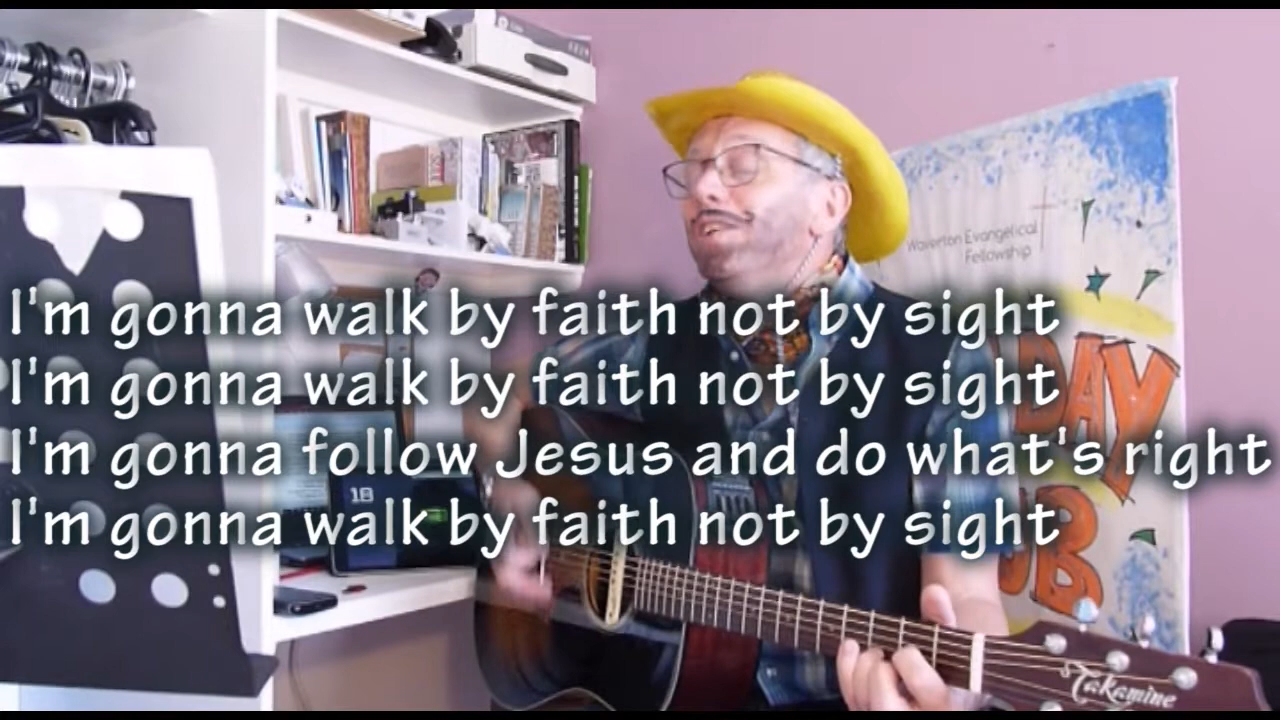 Waverton Evangelical
Fellowship
I'm gonna walk by faith not by sight
I'm gonna walk by faith not by sight
DAY
I'm gonna follow Jesus and do what's right
18
I'm gonna walk by faith not by sight
UB
Takamine